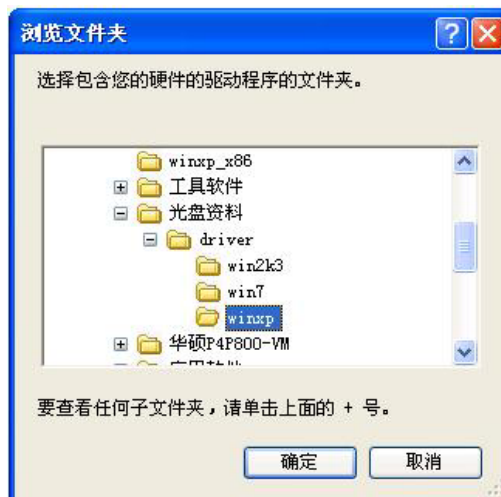 浏览文件夹
选择包含您的硬件的驱动程序的文件夹。
winxp_x86
工具软件
光盘资料
driver
win2k3
win7
winxp
华硕P4P800-VM
要查看任何子文件夹，请单击上面的 + 号。
确定 取消